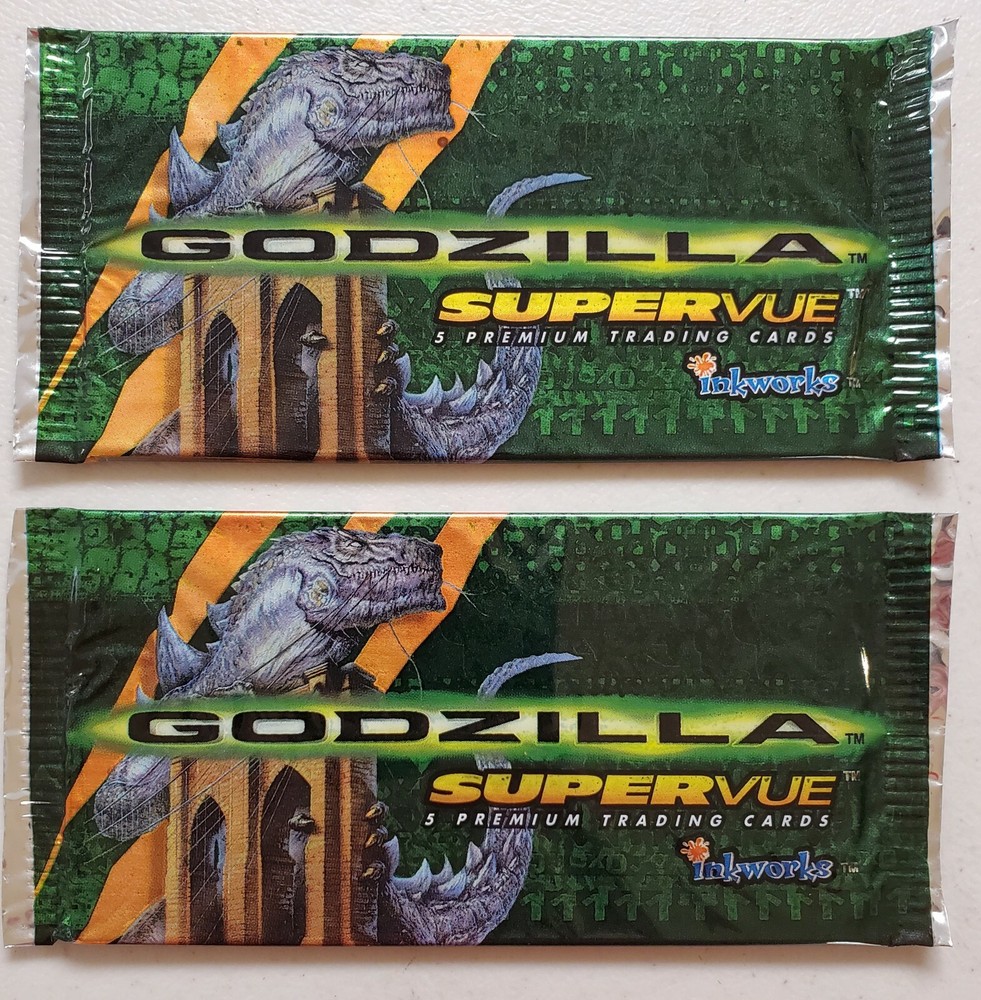 GODZILLA™
SUPERVUE™
5 PREMIUM TRADING CARDS
inkworks™
GODZILLA™
SUPERVUE™
5 PREMIUM TRADING CARDS
inkworks™